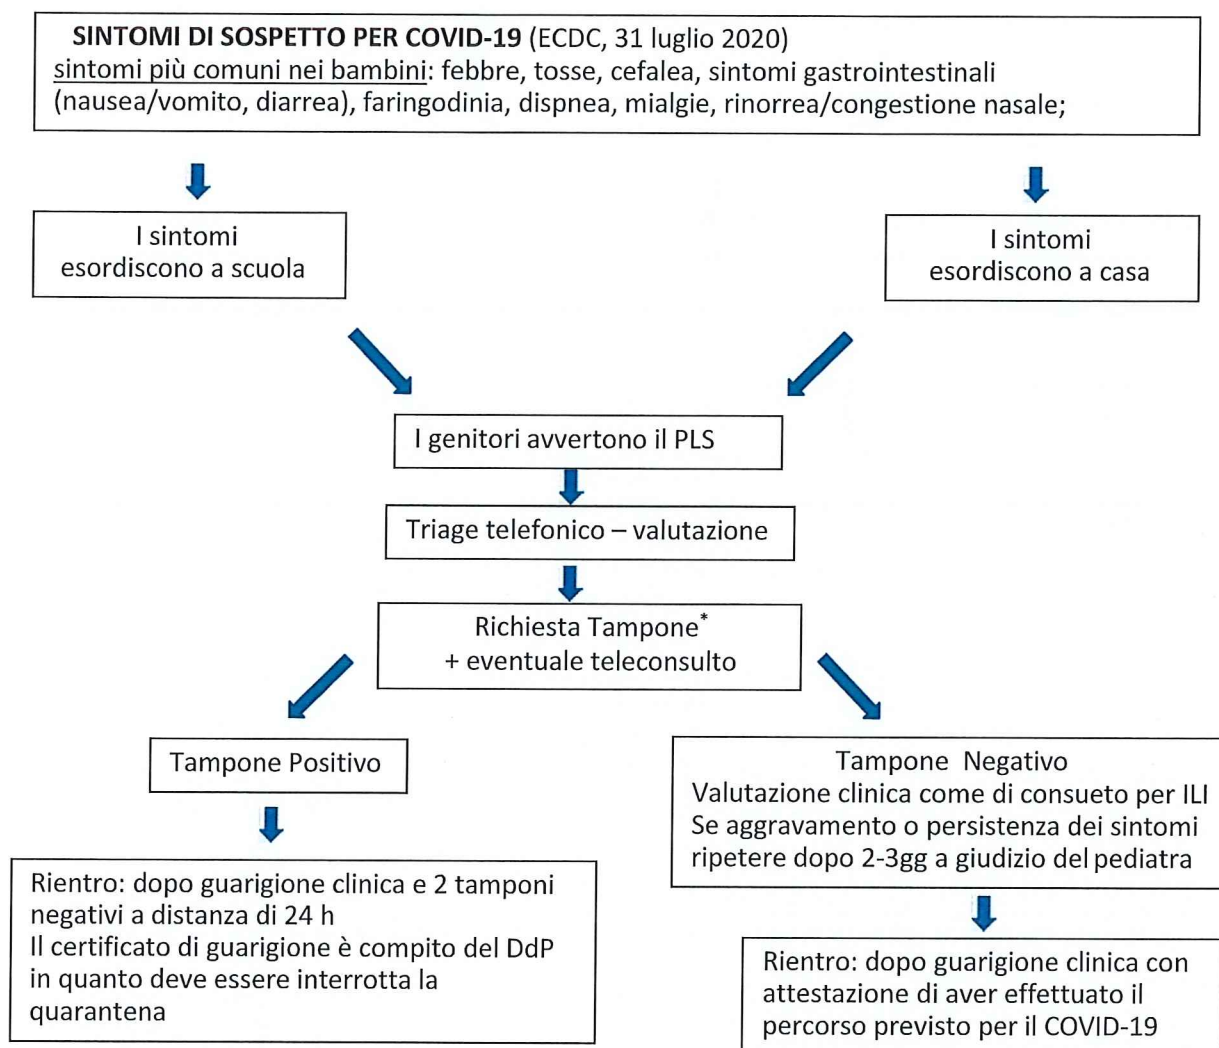 SINTOMI DI SOSPETTO PER COVID-19 (ECDC, 31 luglio 2020)
sintomi più comuni nei bambini: febbre, tosse, cefalea, sintomi gastrointestinali
(nausea/vomito, diarrea), faringodinia, dispnea, mialgie, rinorrea/congestione nasale;
I sintomi
esordiscono a scuola
I sintomi
esordiscono a casa
I genitori avvertono il PLS
Triage telefonico – valutazione
Richiesta Tampone*
+ eventuale teleconsulto
Tampone Positivo
Tampone Negativo
Valutazione clinica come di consueto per ILI
Se aggravamento o persistenza dei sintomi
ripetere dopo 2-3gg a giudizio del pediatra
Rientro: dopo guarigione clinica e 2 tamponi
negativi a distanza di 24 h
Il certificato di guarigione è compito del DdP
in quanto deve essere interrotta la
quarantena
Rientro: dopo guarigione clinica con
attestazione di aver effettuato il
percorso previsto per il COVID-19